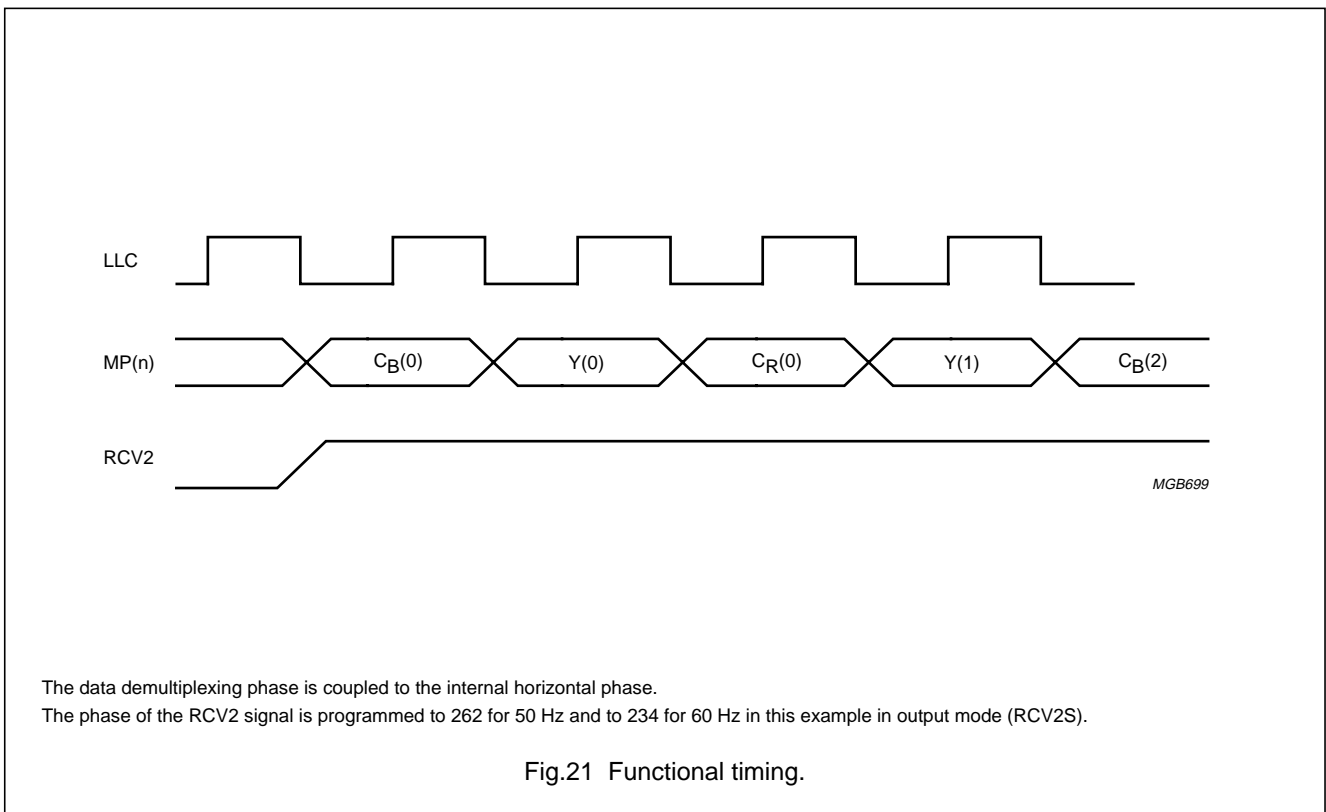 LLC
MP(n)
CB(0) Y(0) CR(0) Y(1) CB(2)
RCV2
MGB699
The data demultiplexing phase is coupled to the internal horizontal phase.
The phase of the RCV2 signal is programmed to 262 for 50 Hz and to 234 for 60 Hz in this example in output mode (RCV2S).
Fig.21 Functional timing.